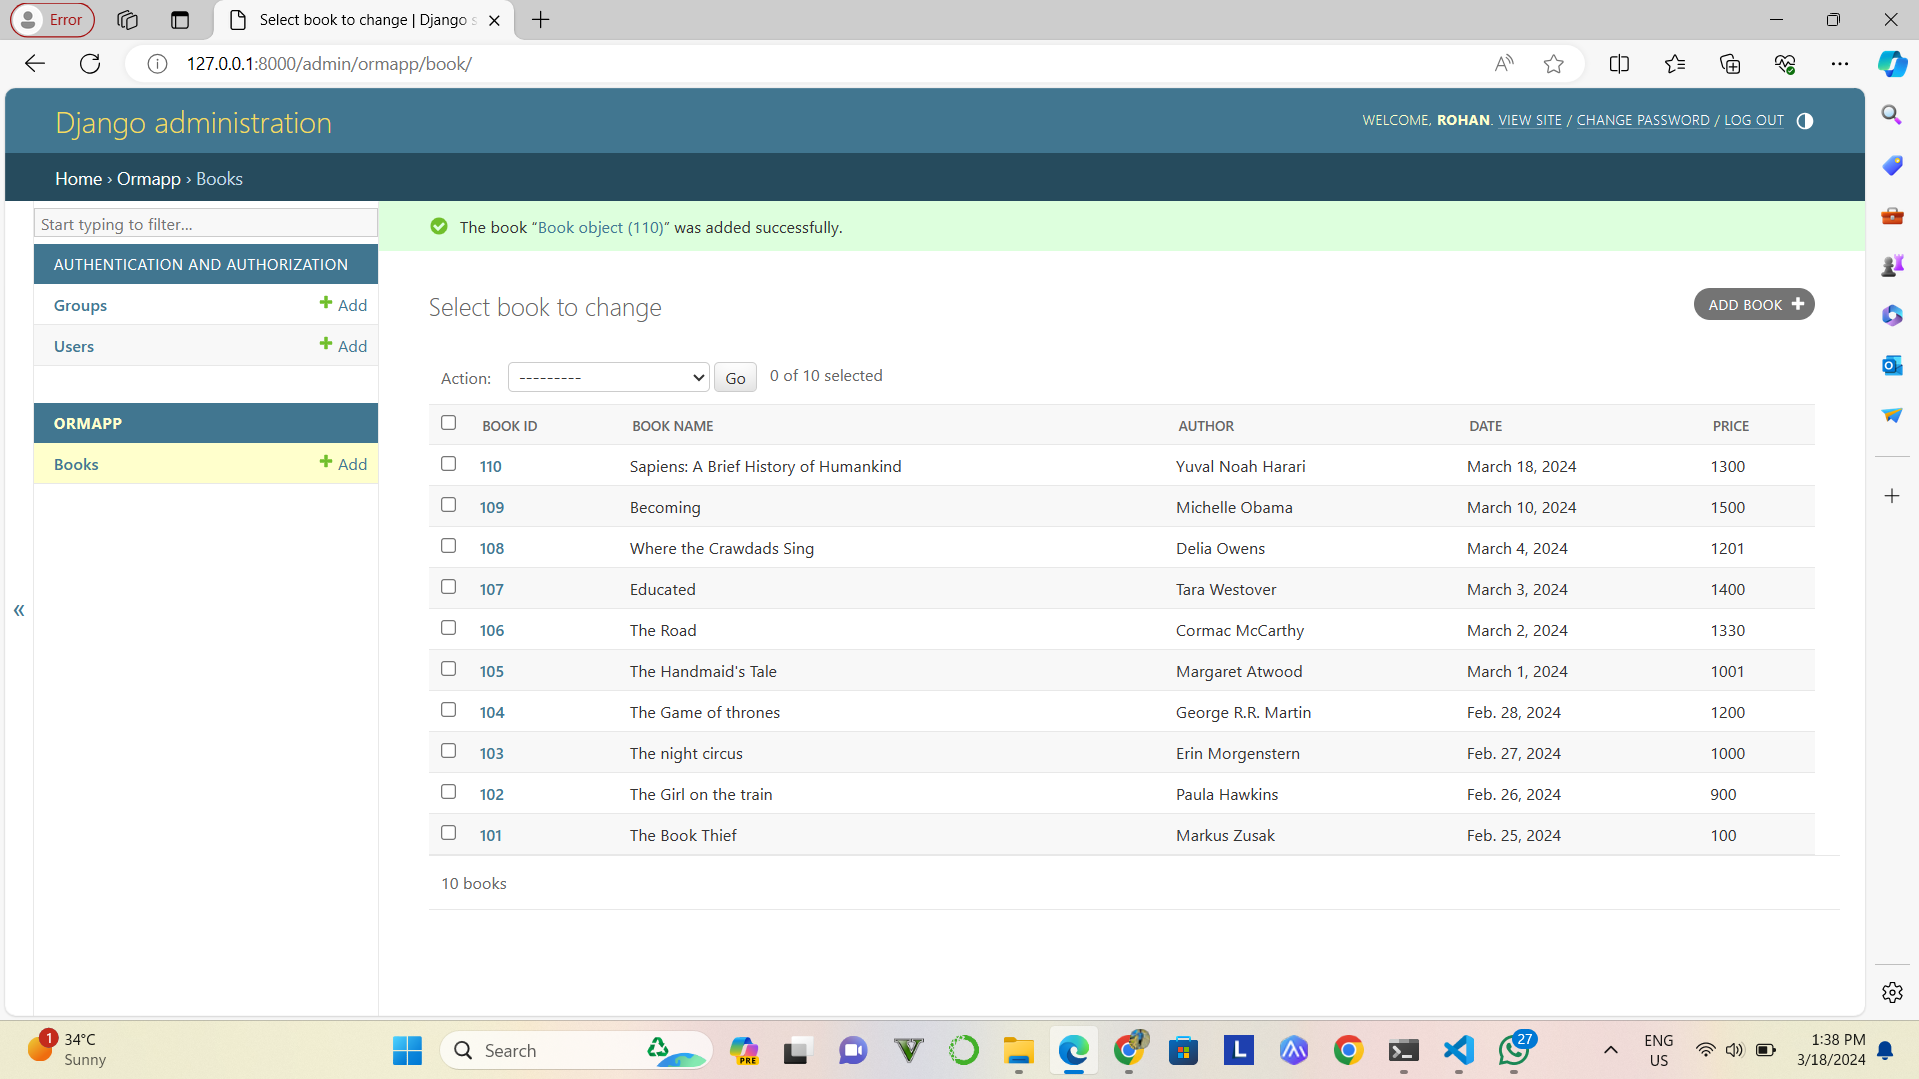 Error
Select book to change | Django s
127.0.0.1:8000/admin/ormapp/book/
Django administration
WELCOME, ROHAN. VIEW SITE / CHANGE PASSWORD / LOG OUT
Home › Ormapp › Books
Start typing to filter...
The book “Book object (110)” was added successfully.
AUTHENTICATION AND AUTHORIZATION
Groups Add
Users Add
ORMAPP
Books Add
«
Select book to change
ADD BOOK
Action: --------- Go 0 of 10 selected
BOOK ID BOOK NAME AUTHOR DATE PRICE
110 Sapiens: A Brief History of Humankind Yuval Noah Harari March 18, 2024 1300
109 Becoming Michelle Obama March 10, 2024 1500
108 Where the Crawdads Sing Delia Owens March 4, 2024 1201
107 Educated Tara Westover March 3, 2024 1400
106 The Road Cormac McCarthy March 2, 2024 1330
105 The Handmaid's Tale Margaret Atwood March 1, 2024 1001
104 The Game of thrones George R.R. Martin Feb. 28, 2024 1200
103 The night circus Erin Morgenstern Feb. 27, 2024 1000
102 The Girl on the train Paula Hawkins Feb. 26, 2024 900
101 The Book Thief Markus Zusak Feb. 25, 2024 100
10 books
1
34°C
Sunny
Search
PRE
L
27
ENG
US
1:38 PM
3/18/2024